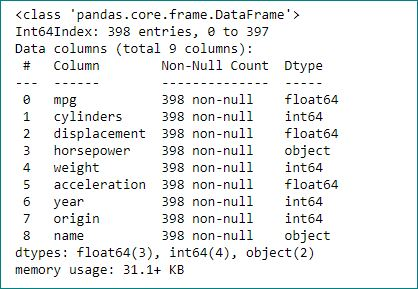 <class 'pandas.core.frame.DataFrame'>
Int64Index: 398 entries, 0 to 397
Data columns (total 9 columns):
 #   Column        Non-Null Count  Dtype
---  ------        --------------  -----
 0   mpg           398 non-null    float64
 1   cylinders     398 non-null    int64
 2   displacement  398 non-null    float64
 3   horsepower    398 non-null    object
 4   weight        398 non-null    int64
 5   acceleration  398 non-null    float64
 6   year          398 non-null    int64
 7   origin        398 non-null    int64
 8   name          398 non-null    object
dtypes: float64(3), int64(4), object(2)
memory usage: 31.1+ KB